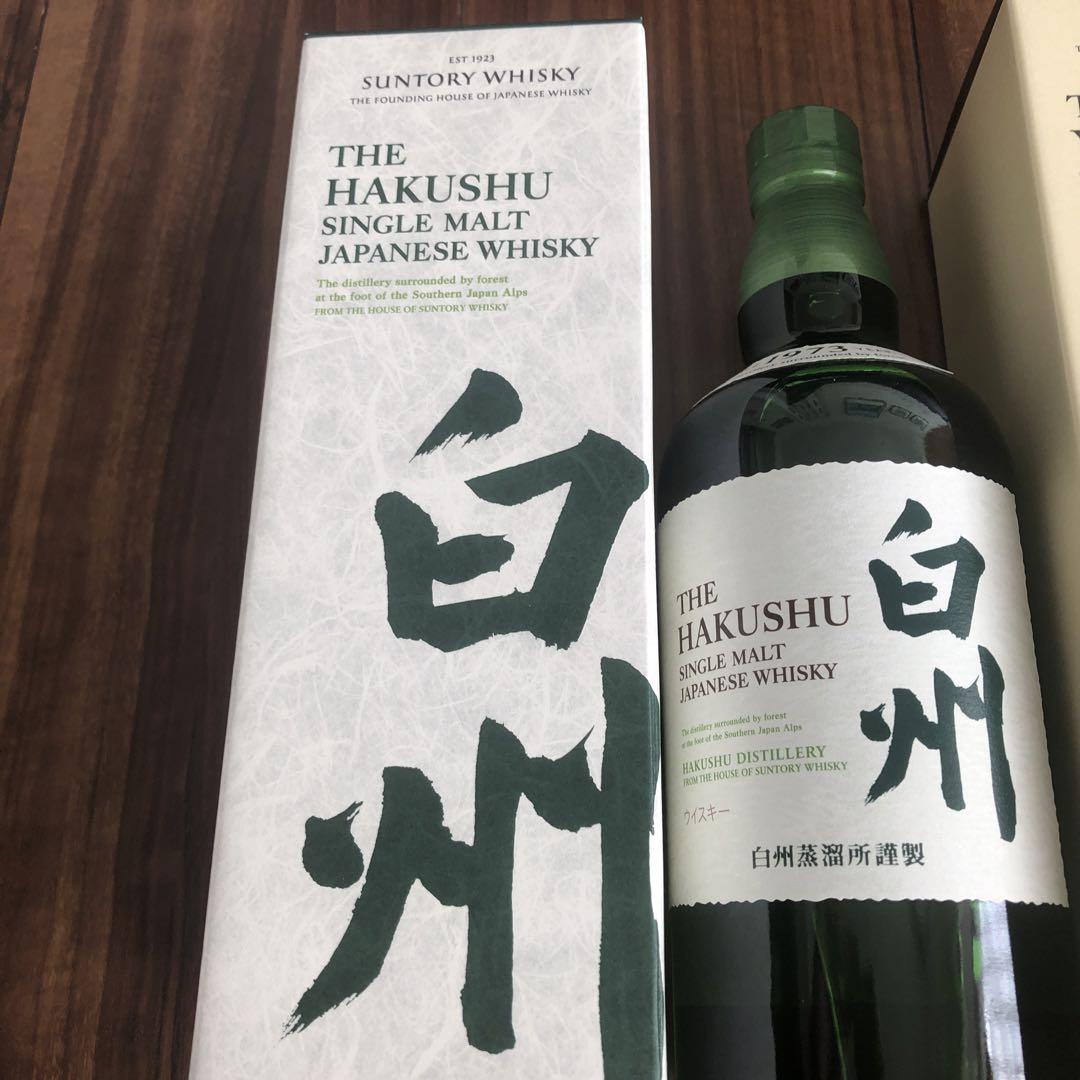 EST 1923
SUNTORY WHISKY
THE FOUNDING HOUSE OF JAPANESE WHISKY
THE
HAKUSHU
SINGLE MALT
JAPANESE WHISKY
The distillery surrounded by forest
at the foot of the Southern Japan Alps
FROM THE HOUSE OF SUNTORY WHISKY
白州
1973
surrounded by
THE
HAKUSHU
SINGLE MALT
JAPANESE WHISKY
白州
The distillery surrounded by forest
at the foot of the Southern Japan Alps
HAKUSHU DISTILLERY
FROM THE HOUSE OF SUNTORY WHISKY
ウイスキー
白州蒸溜所謹製